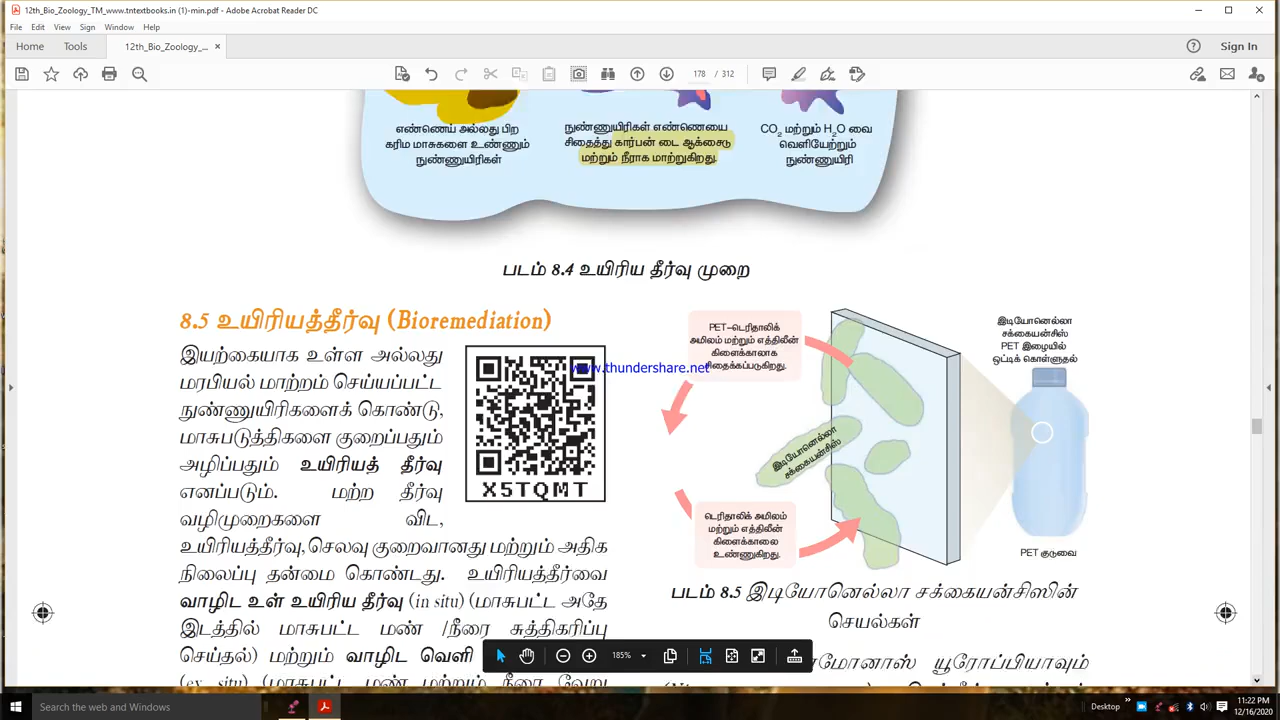 12th_Bio_Zoology_TM_www.tntextbooks.in (1)-min.pdf - Adobe Acrobat Reader DC
File Edit View Sign Window Help
Home Tools 12th_Bio_Zoology_... × Sign In
178 / 312
எண்ணெய் அல்லது பிற
கரிம மாசுகளை உண்ணும்
நுண்ணுயிரிகள்
நுண்ணுயிரிகள் எண்ணெயை
சிதைத்து கார்பன் டை ஆக்சைடு
மற்றும் நீராக மாற்றுகிறது.
CO2 மற்றும் H2O வை
வெளியேற்றும்
நுண்ணுயிரி
படம் 8.4 உயிரிய தீர்வு முறை
8.5 உயிரியத்தீர்வு (Bioremediation)
இயற்கையாக உள்ள அல்லது
மரபியல் மாற்றம் செய்யப்பட்ட
நுண்ணுயிரிகளைக் கொண்டு,
மாசுபடுத்திகளை குறைப்பதும்
அழிப்பதும் உயிரியத் தீர்வு
எனப்படும். மற்ற தீர்வு
வழிமுறைகளை விட,
உயிரியத்தீர்வு, செலவு குறைவானது மற்றும் அதிக
நிலைப்பு தன்மை கொண்டது. உயிரியத்தீர்வை
வாழிட உள் உயிரிய தீர்வு (in situ) (மாசுபட்ட அதே
இடத்தில் மாசுபட்ட மண் /நீரை சுத்திகரிப்பு
செய்தல்) மற்றும் வாழிட வெளி
(ex situ) (மாசுபட்ட மண் மற்றும் நீரை வேறு
X5TQMT
www.thundershare.net
PET-டெரிதாலிக்
அமிலம் மற்றும் எத்திலீன்
கிளைக்காலாக
சிதைக்கப்படுகிறது.
இடியோனெல்லா
சக்கையன்சிஸ்
PET இழையில்
ஒட்டிக் கொள்ளுதல்
இடியோனெல்லா
சக்கையன்சிஸ்
டெரிதாலிக் அமிலம்
மற்றும் எத்திலீன்
கிளைக்காலை
உண்ணுகிறது.
PET குடுவை
படம் 8.5 இடியோனெல்லா சக்கையன்சிஸின்
செயல்கள்
யூரோப்பியாவும்
185%
Search the web and Windows
Desktop
11:22 PM
12/16/2020